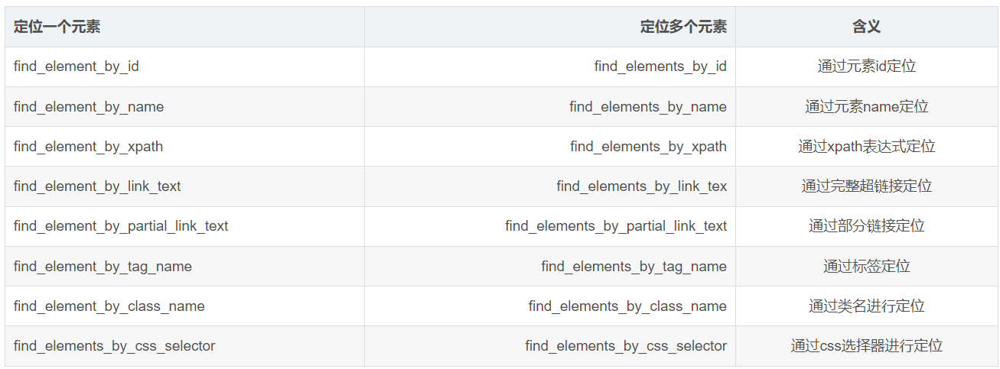 定位一个元素 定位多个元素 含义
find_element_by_id find_elements_by_id 通过元素id定位
find_element_by_name find_elements_by_name 通过元素name定位
find_element_by_xpath find_elements_by_xpath 通过xpath表达式定位
find_element_by_link_text find_elements_by_link_tex 通过完整超链接定位
find_element_by_partial_link_text find_elements_by_partial_link_text 通过部分链接定位
find_element_by_tag_name find_elements_by_tag_name 通过标签定位
find_element_by_class_name find_elements_by_class_name 通过类名进行定位
find_elements_by_css_selector find_elements_by_css_selector 通过css选择器进行定位